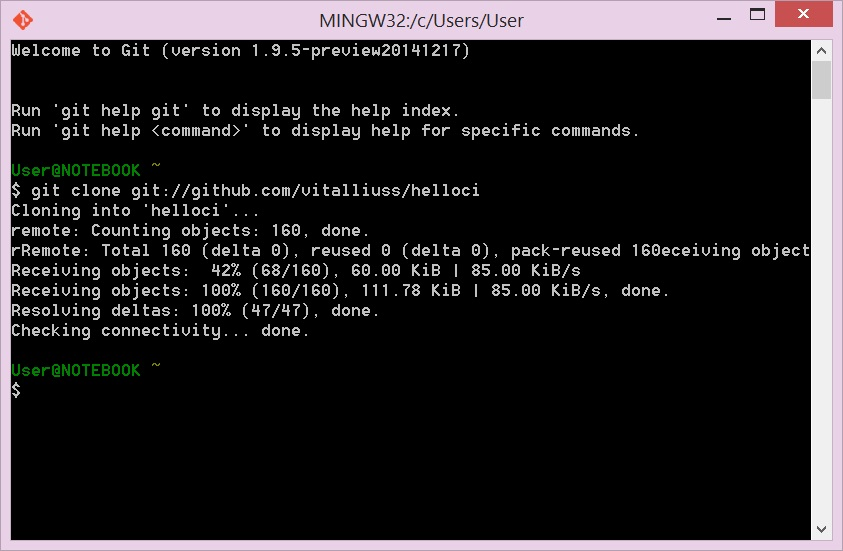 MINGW32:/c/Users/User
Welcome to Git (version 1.9.5-preview20141217)
Run 'git help git' to display the help index.
Run 'git help <command>' to display help for specific commands.
User@NOTEBOOK ~
$ git clone git://github.com/vitalliuss/helloci
Cloning into 'helloci'...
remote: Counting objects: 160, done.
rRemote: Total 160 (delta 0), reused 0 (delta 0), pack-reused 160eceiving object
Receiving objects:  42% (68/160), 60.00 KiB | 85.00 KiB/s
Receiving objects: 100% (160/160), 111.78 KiB | 85.00 KiB/s, done.
Resolving deltas: 100% (47/47), done.
Checking connectivity... done.
User@NOTEBOOK ~
$